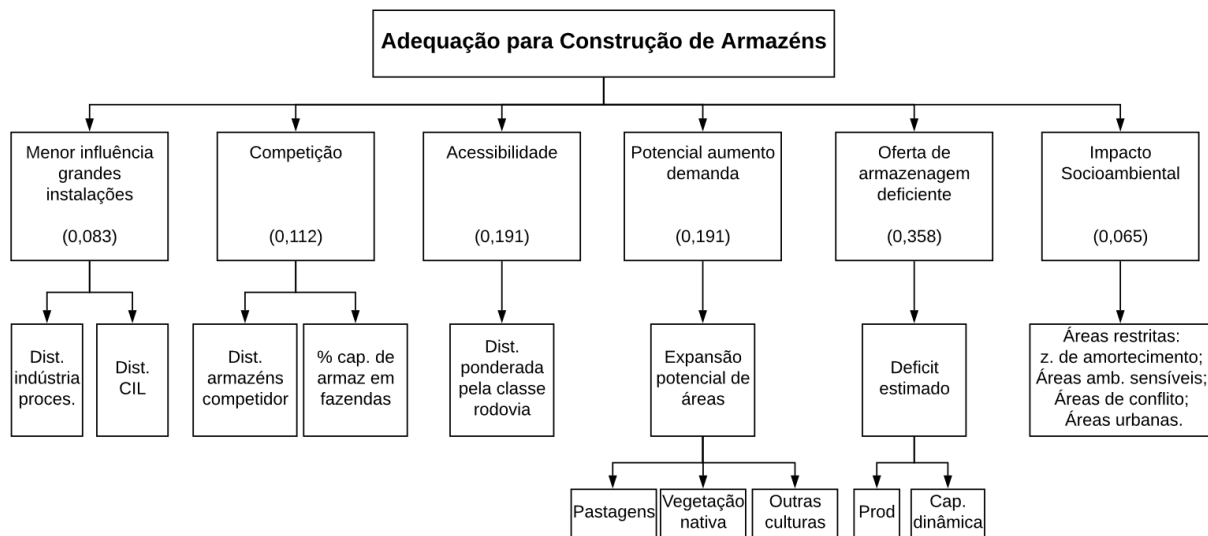 Adequação para Construção de Armazéns
Menor influência
grandes
instalações
(0,083)
Competição
(0,112)
Acessibilidade
(0,191)
Potencial aumento
demanda
(0,191)
Oferta de
armazenagem
deficiente
(0,358)
Impacto
Socioambiental
(0,065)
Dist.
indústria
proces.
Dist.
CIL
Dist.
armazéns
competidor
% cap. de
armaz em
fazendas
Dist.
ponderada
pela classe
rodovia
Expansão
potencial de
áreas
Deficit
estimado
Áreas restritas:
z. de amortecimento;
Áreas amb. sensíveis;
Áreas de conflito;
Áreas urbanas.
Pastagens
Vegetação
nativa
Outras
culturas
Prod
Cap.
dinâmica